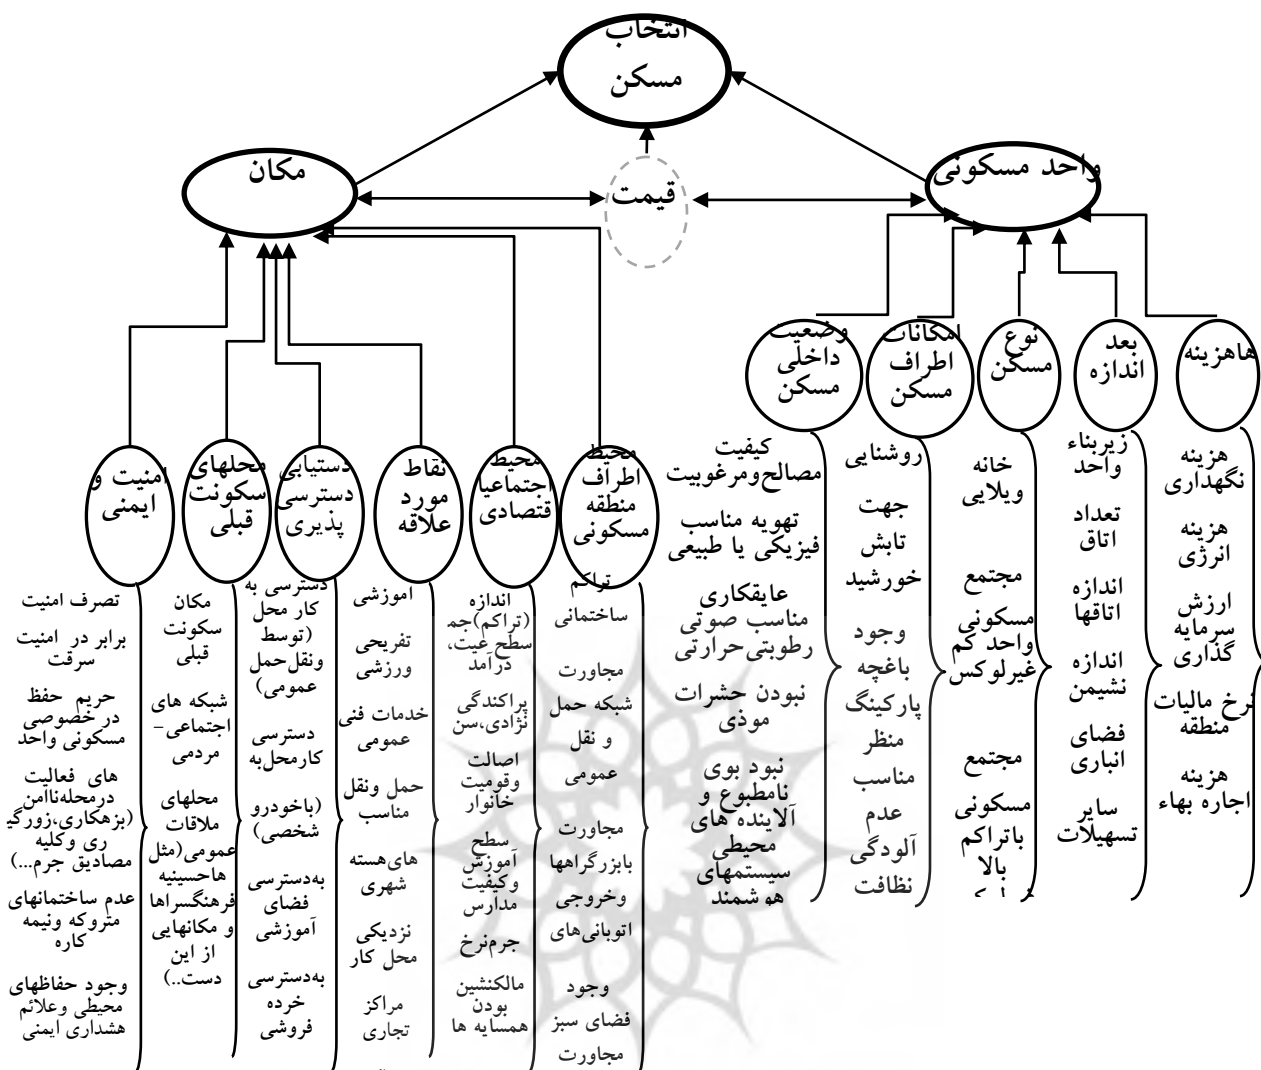 انتخاب
مسکن
مکان
قیمت
واحد مسکونی
هاهزینه
بعد
اندازه
نوع
مسکن
امکانات
اطراف
مسکن
وضعیت
داخلی
مسکن
هزینه
نگهداری
هزینه
انرژی
ارزش
سرمایه
گذاری
نرخ مالیات
منطقه
هزینه
اجاره بهاء
زیربناء
واحد
تعداد
اتاق
اندازه
اتاقها
اندازه
نشیمن
فضای
انباری
سایر
تسهیلات
خانه
ویلایی
مجتمع
مسکونی
واحد کم
غیرلوکس
مجتمع
مسکونی
باتراکم
بالا
روشنایی
جهت
تابش
خورشید
وجود
باغچه
پارکینگ
منظر
مناسب
عدم
آلودگی
نظافت
کیفیت
مصالح‌ومرغوبیت
تهویه مناسب
فیزیکی یا طبیعی
عایقکاری
مناسب صوتی
رطوبتی‌حرارتی
نبودن حشرات
موذی
نبود بوی
نامطبوع و
آلاینده های
محیطی
سیستمهای
هوشمند
محیط
اطراف
منطقه
مسکونی
محیط
اجتماعیا
قتصادی
نقاط
مورد
علاقه
دستیابی
دسترسی
پذیری
محلهای
سکونت
قبلی
امنیت و
ایمنی
تراکم
ساختمانی
مجاورت
شبکه حمل
و نقل
عمومی
مجاورت
بابزرگراهها
وخروجی
اتوبانی‌های
وجود
فضای سبز
مجاورت
اندازه
(تراکم)جمـ
سطح عیت،
درآمد
پراکندگی
نژادی،سن
اصالت
وقومیت
خانوار
سطح
آموزش
وکیفیت
مدارس
جرم‌نرخ
مالکنشین
بودن
همسایه ها
آموزشی
تفریحی
ورزشی
خدمات فنی
عمومی
حمل ونقل
مناسب
های‌هسته
شهری
نزدیکی
محل کار
مراکز
تجاری
دسترسی به
کار محل
(توسط
ونقل‌حمل
عمومی)
دسترسی
کارمحل‌به
(باخودرو
شخصی)
به‌دسترسی
فضای
آموزشی
به‌دسترسی
خرده
فروشی
مکان
سکونت
قبلی
شبکه های
اجتماعی-
مردمی
محلهای
ملاقات
عمومی(مثل
هاحسینیه
فرهنگسراها
و مکانهایی
از این
دست..)
تصرف امنیت
برابر در امنیت
سرقت
حریم حفظ
در خصوصی
مسکونی واحد
های فعالیت
درمحله‌ناامن
(بزهکاری،زورگیـ
ری وکلیه
مصادیق جرم...)
عدم ساختمانهای
متروکه ونیمه
کاره
وجود حفاظهای
محیطی وعلائم
هشداری ایمنی